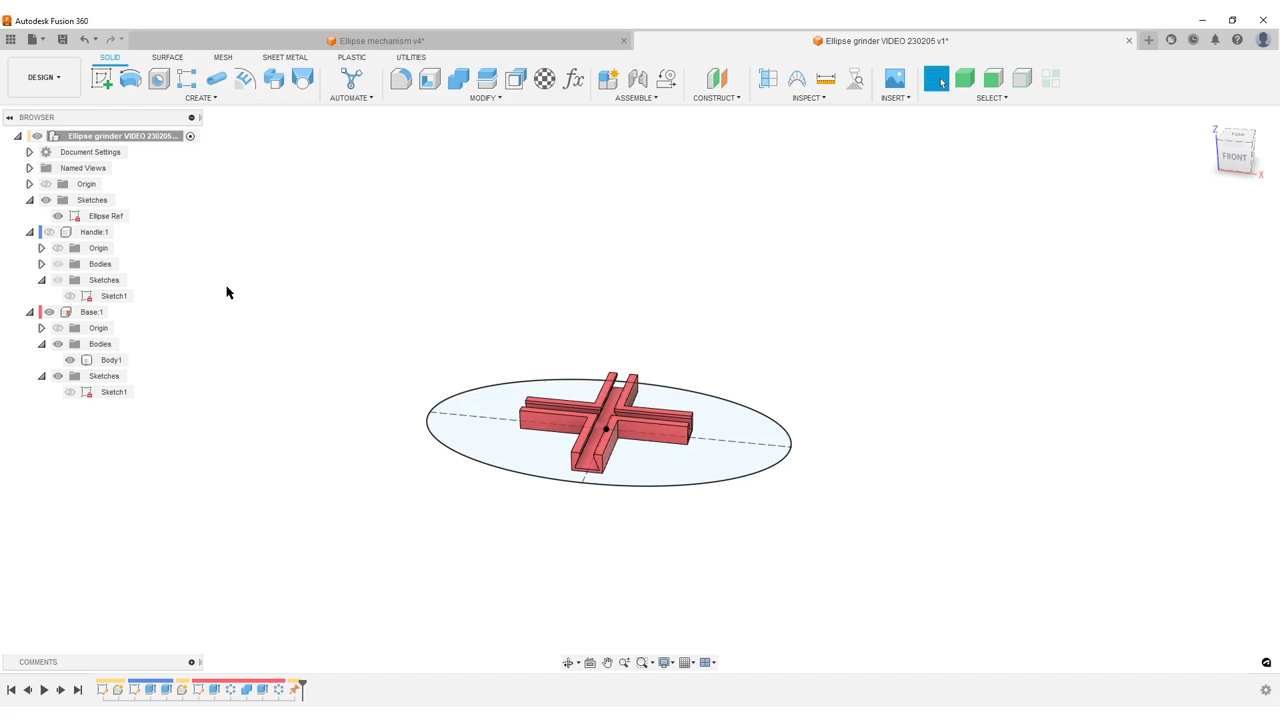 Autodesk Fusion 360
Ellipse mechanism v4*
Ellipse grinder VIDEO 230205 v1*
DESIGN
SOLID
SURFACE
MESH
SHEET METAL
PLASTIC
UTILITIES
CREATE
AUTOMATE
MODIFY
ASSEMBLE
CONSTRUCT
INSPECT
INSERT
SELECT
BROWSER
Ellipse grinder VIDEO 230205...
Document Settings
Named Views
Origin
Sketches
Ellipse Ref
Handle:1
Origin
Bodies
Sketches
Sketch1
Base:1
Origin
Bodies
Body1
Sketches
Sketch1
Z
TOP
FRONT
X
COMMENTS